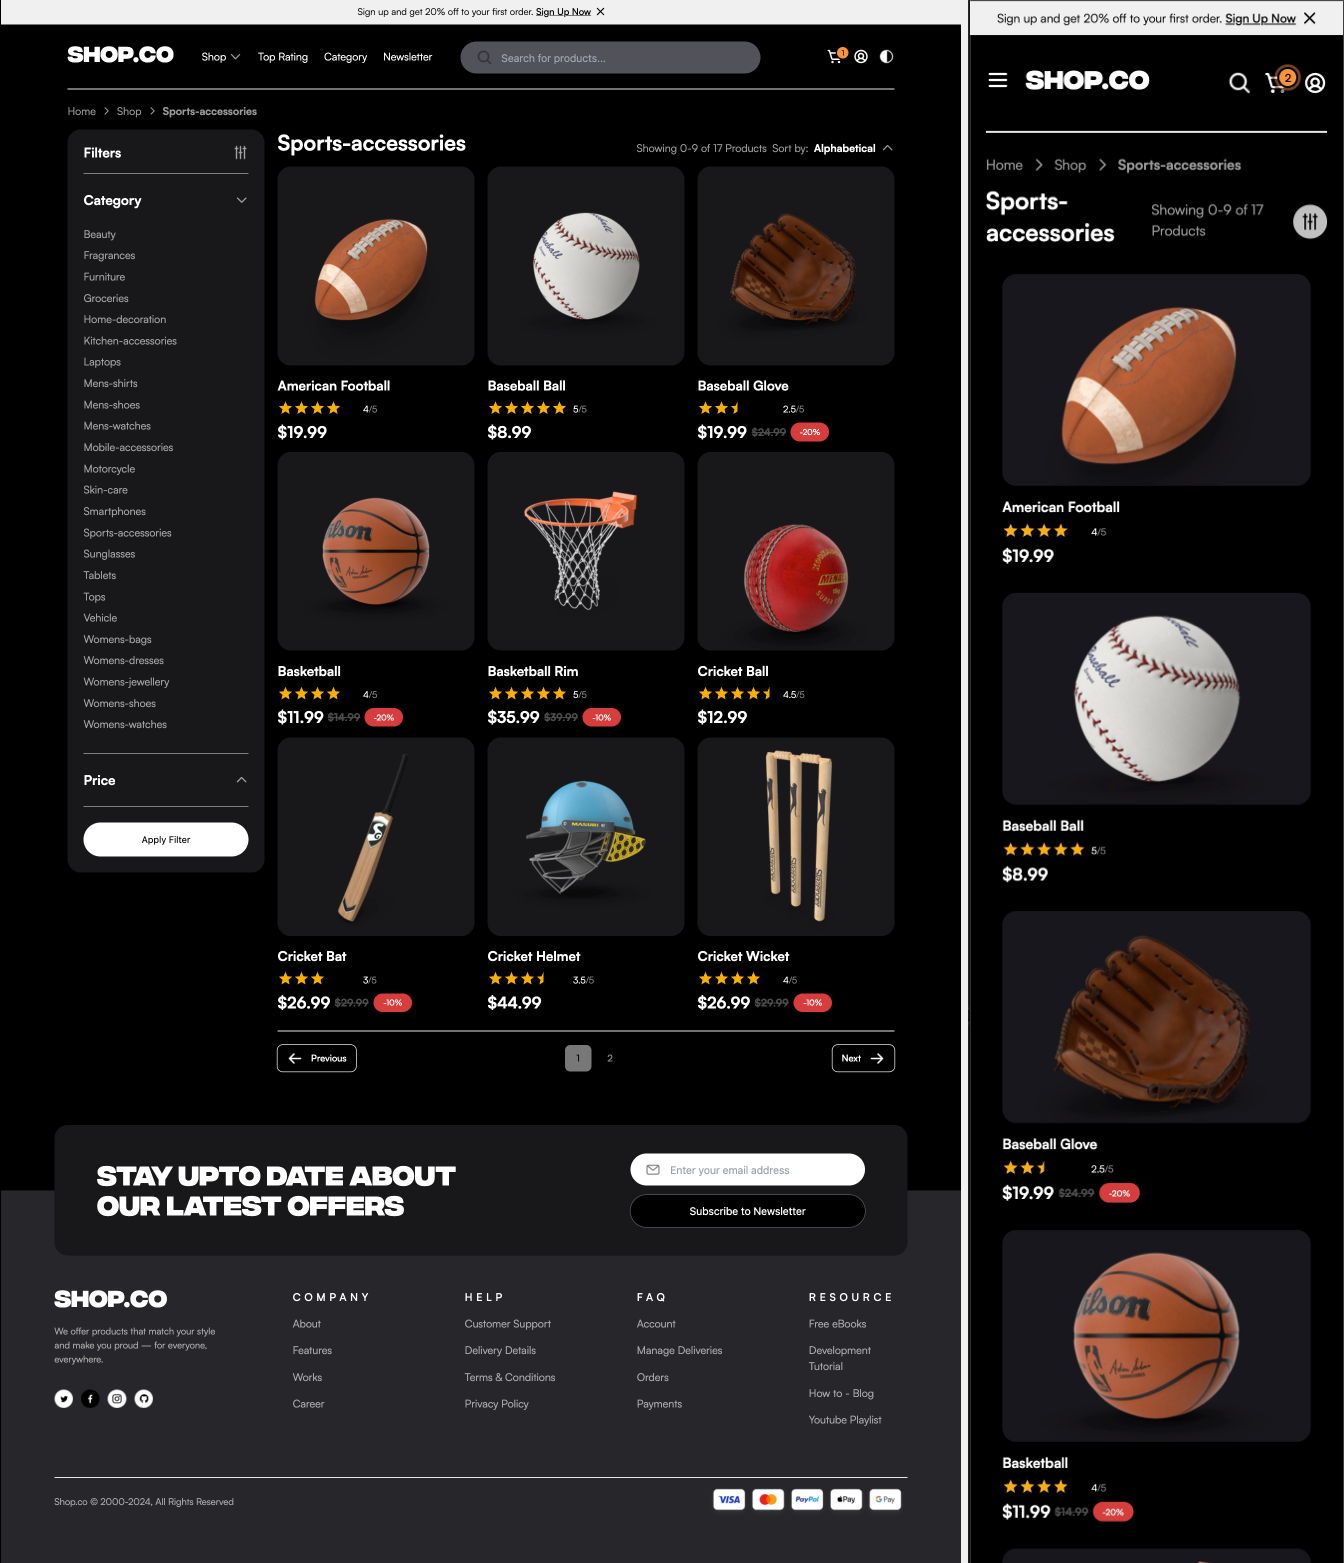 Sign up and get 20% off to your first order. Sign Up Now
SHOP.CO
Shop
Top Rating
Category
Newsletter
Search for products...
1
Home
Shop
Sports-accessories
Filters
Category
Beauty
Fragrances
Furniture
Groceries
Home-decoration
Kitchen-accessories
Laptops
Mens-shirts
Mens-shoes
Mens-watches
Mobile-accessories
Motorcycle
Skin-care
Smartphones
Sports-accessories
Sunglasses
Tablets
Tops
Vehicle
Womens-bags
Womens-dresses
Womens-jewellery
Womens-shoes
Womens-watches
Price
Apply Filter
Sports-accessories
Showing 0-9 of 17 Products
Sort by: Alphabetical
American Football
4/5
$19.99
Baseball
Baseball Ball
5/5
$8.99
Baseball Glove
2.5/5
$19.99 $24.99 -20%
ilson
Basketball
4/5
$11.99 $14.99 -20%
Basketball Rim
5/5
$35.99 $39.99 -10%
Cricket Ball
4.5/5
$12.99
SG
Cricket Bat
3/5
$26.99 $29.99 -10%
MASURI
Cricket Helmet
3.5/5
$44.99
Cricket Wicket
4/5
$26.99 $29.99 -10%
Previous
1
2
Next
STAY UPTO DATE ABOUT
OUR LATEST OFFERS
Enter your email address
Subscribe to Newsletter
SHOP.CO
We offer products that match your style
and make you proud — for everyone,
everywhere.
COMPANY
About
Features
Works
Career
HELP
Customer Support
Delivery Details
Terms & Conditions
Privacy Policy
FAQ
Account
Manage Deliveries
Orders
Payments
RESOURCE
Free eBooks
Development
Tutorial
How to - Blog
Youtube Playlist
Shop.co © 2000-2024, All Rights Reserved
VISA
PayPal
Pay
G Pay
Sign up and get 20% off to your first order. Sign Up Now
SHOP.CO
2
Home
Shop
Sports-accessories
Sports-
accessories
Showing 0-9 of 17
Products
American Football
4/5
$19.99
Baseball
Baseball Ball
5/5
$8.99
Baseball Glove
2.5/5
$19.99 $24.99 -20%
ilson
Basketball
4/5
$11.99 $14.99 -20%